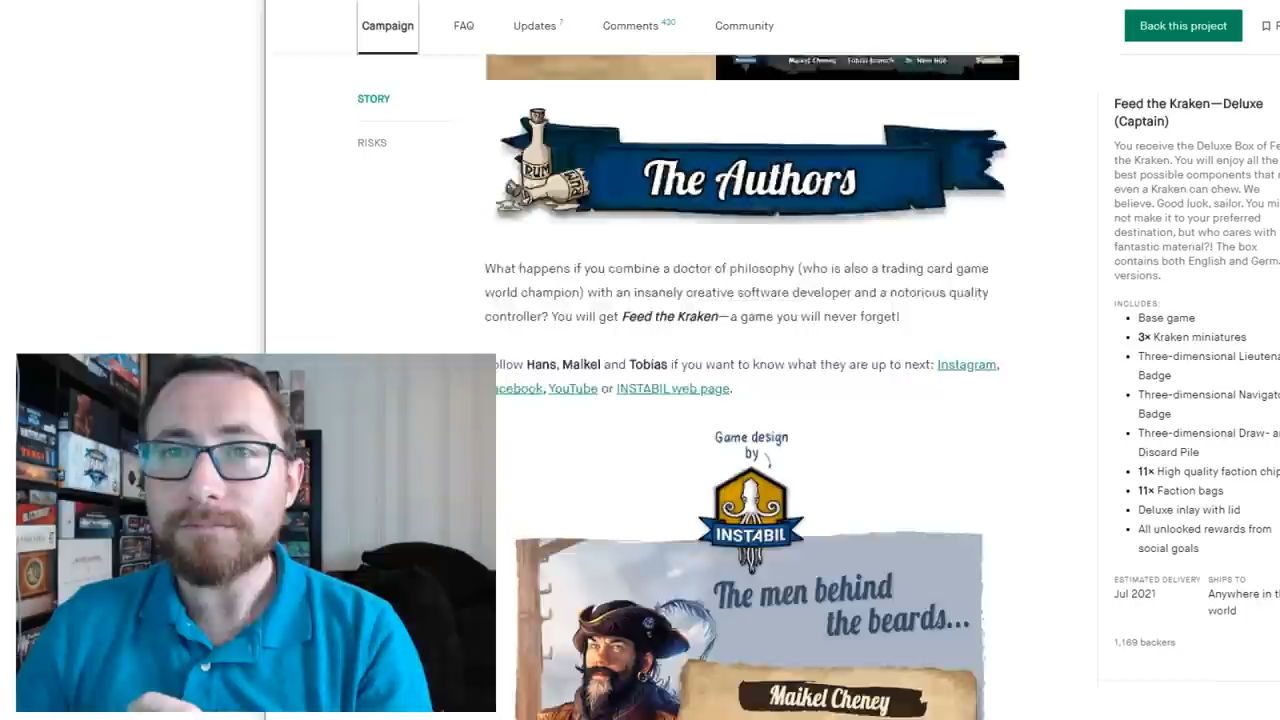 Campaign
FAQ
Updates 7
Comments 430
Community
Back this project
STORY
RISKS
Maikel Cheney
RUM
The Authors
What happens if you combine a doctor of philosophy (who is also a trading card game
world champion) with an insanely creative software developer and a notorious quality
controller? You will get Feed the Kraken—a game you will never forget!
ollow Hans, Maikel and Tobias if you want to know what they are up to next: Instagram,
acebook, YouTube or INSTABIL web page.
Game design
by
INSTABIL
The men behind
the beards...
Maikel Cheney
Feed the Kraken—Deluxe
(Captain)
You receive the Deluxe Box of Fe
the Kraken. You will enjoy all the
best possible components that
even a Kraken can chew. We
believe. Good luck, sailor. You mi
not make it to your preferred
destination, but who cares with
fantastic material?! The box
contains both English and Germa
versions.
INCLUDES:
• Base game
• 3× Kraken miniatures
• Three-dimensional Lieutena
Badge
• Three-dimensional Navigato
Badge
• Three-dimensional Draw- a
Discard Pile
• 11× High quality faction chip
• 11× Faction bags
• Deluxe inlay with lid
• All unlocked rewards from
social goals
ESTIMATED DELIVERY SHIPS TO
Jul 2021 Anywhere in th
world
1,169 backers